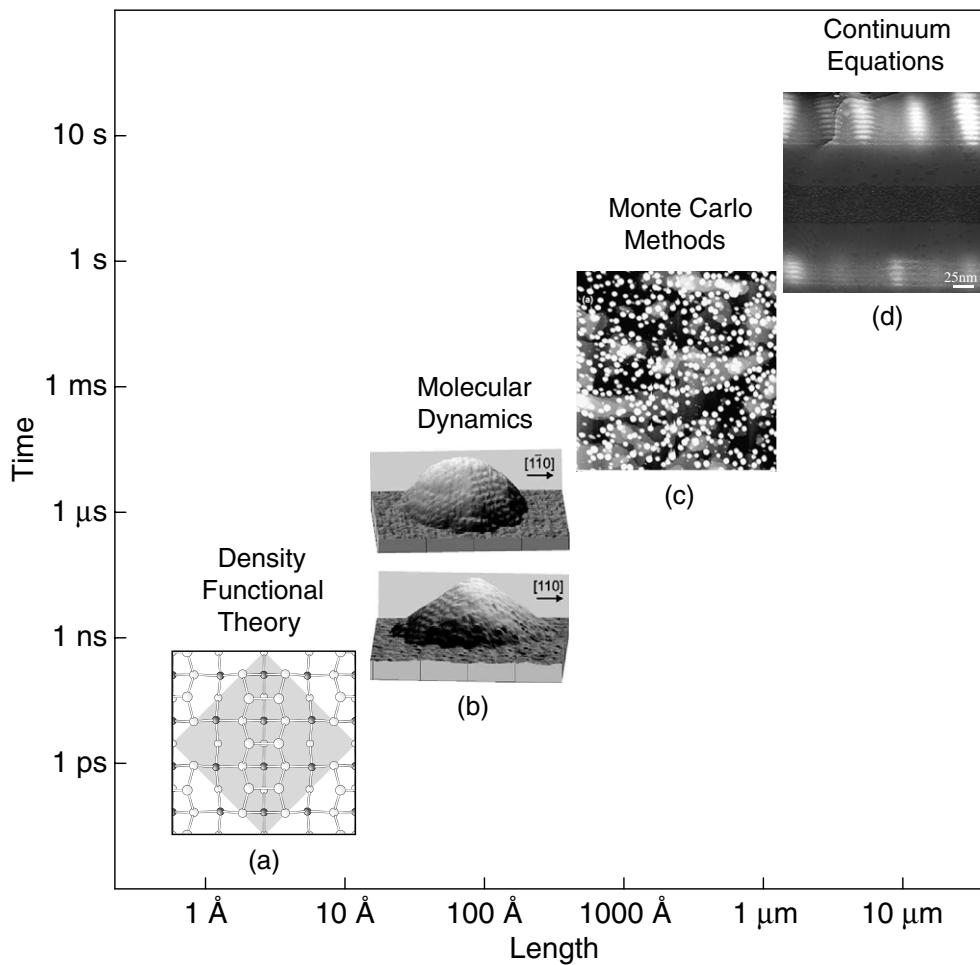 Continuum
Equations
10 s
25nm
Monte Carlo
Methods
1 s
(d)
(a)
1 ms
Molecular
Dynamics
[11̄0]
Time
(c)
1 μs
Density
Functional
Theory
[110]
1 ns
(b)
1 ps
(a)
1 Å
10 Å
100 Å
1000 Å
1 μm
10 μm
Length